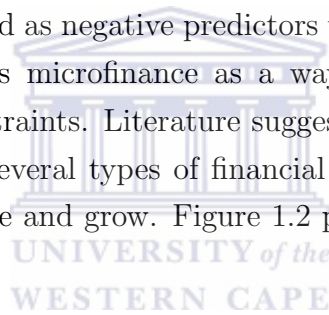 d as negative predictors
s microfinance as a way
traints. Literature sugges
everal types of financial
e and grow. Figure 1.2 p
UNIVERSITY of the
WESTERN CAPE